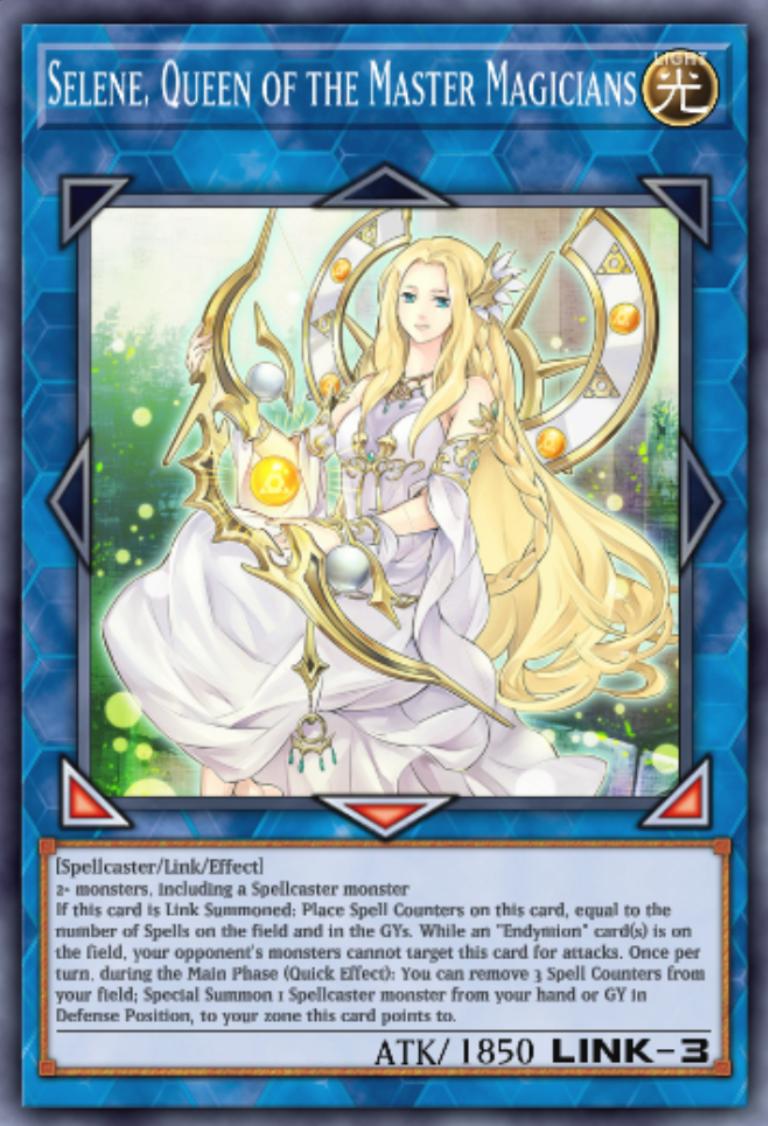 SELENE, QUEEN OF THE MASTER MAGICIANS
LIGHT
光
[Spellcaster/Link/Effect]
2+ monsters, including a Spellcaster monster
If this card is Link Summoned: Place Spell Counters on this card, equal to the
number of Spells on the field and in the GYs. While an "Endymion" card(s) is on
the field, your opponent's monsters cannot target this card for attacks. Once per
turn, during the Main Phase (Quick Effect): You can remove 3 Spell Counters from
your field; Special Summon 1 Spellcaster monster from your hand or GY in
Defense Position, to your zone this card points to.
ATK/ 1850 LINK-3